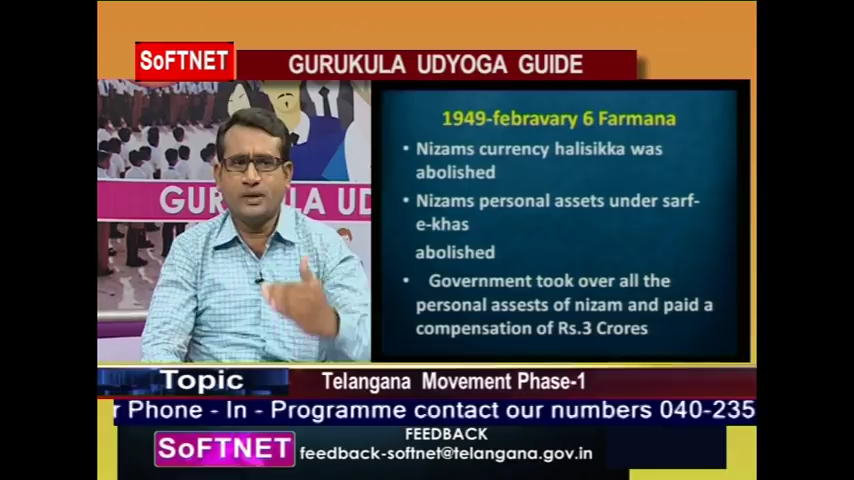 SoFTNET
GURUKULA UDYOGA GUIDE
GURUKULA UD
1949-febravary 6 Farmana
• Nizams currency halisikka was
abolished
• Nizams personal assets under sarf-
e-khas
abolished
• Government took over all the
personal assests of nizam and paid a
compensation of Rs.3 Crores
Topic
Telangana Movement Phase-1
r Phone - In - Programme contact our numbers 040-235
SoFTNET
FEEDBACK
feedback-softnet@telangana.gov.in